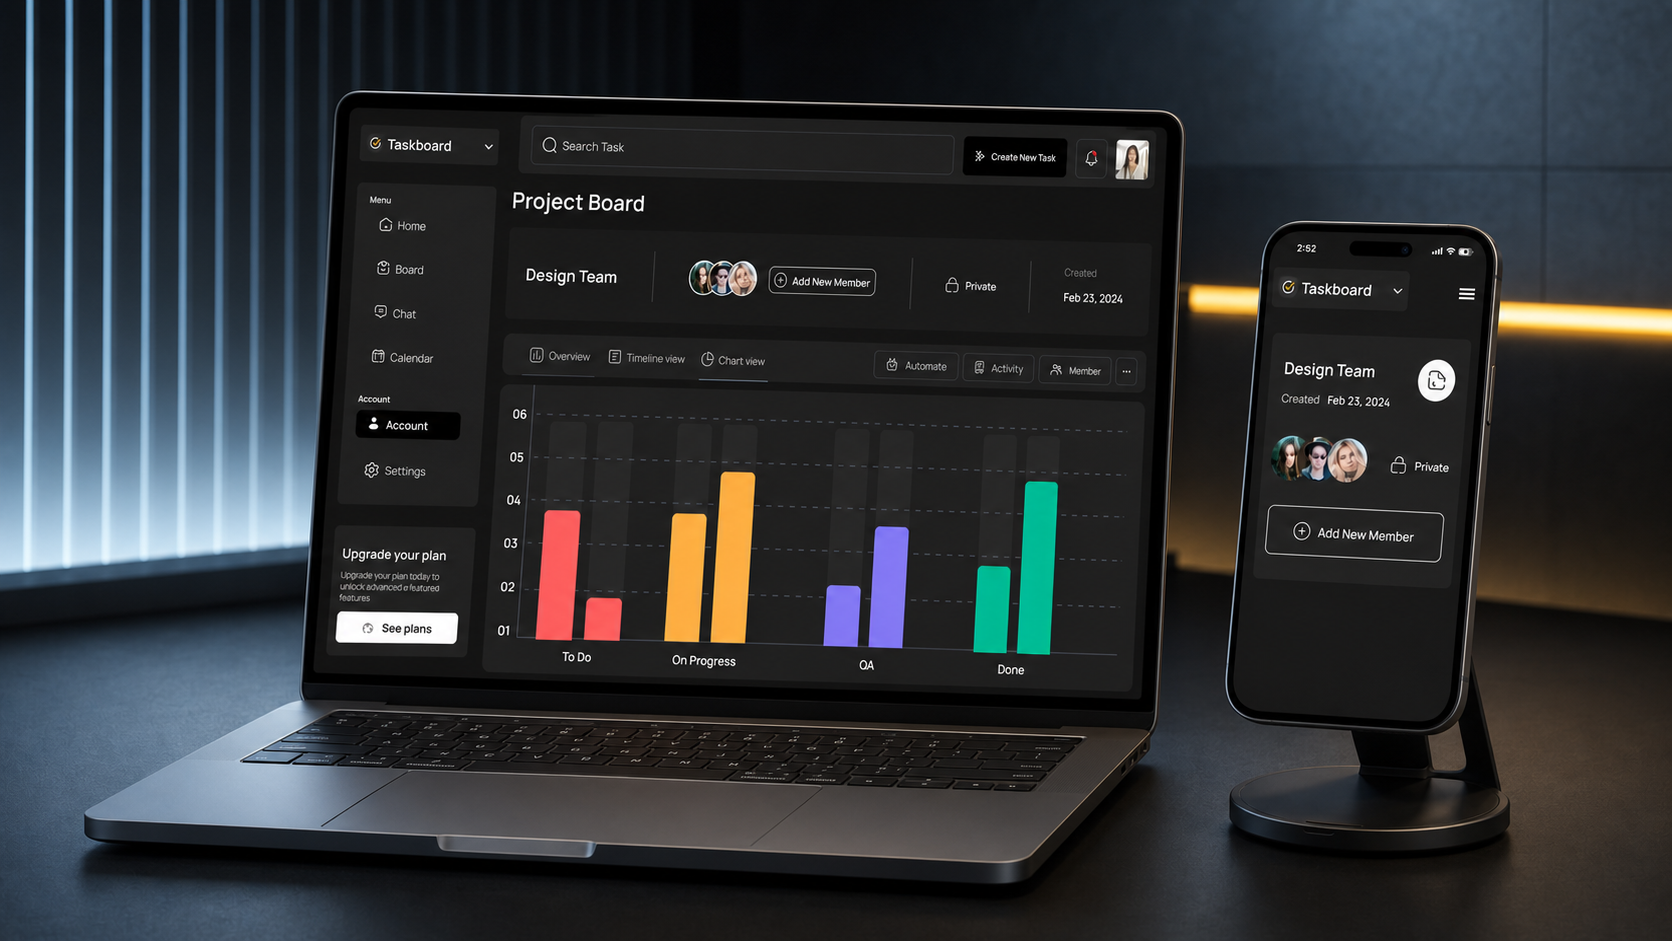 Taskboard
Search Task
Create New Task
Menu
Home
Board
Chat
Calendar
Account
Account
Settings
Upgrade your plan
Upgrade your plan today to
unlock advanced e featured
features
See plans
Project Board
Design Team
Add New Member
Private
Created
Feb 23, 2024
Overview
Timeline view
Chart view
Automate
Activity
Member
06
05
04
03
02
01
To Do
On Progress
QA
Done
2:52
Taskboard
Design Team
Created Feb 23, 2024
Private
Add New Member